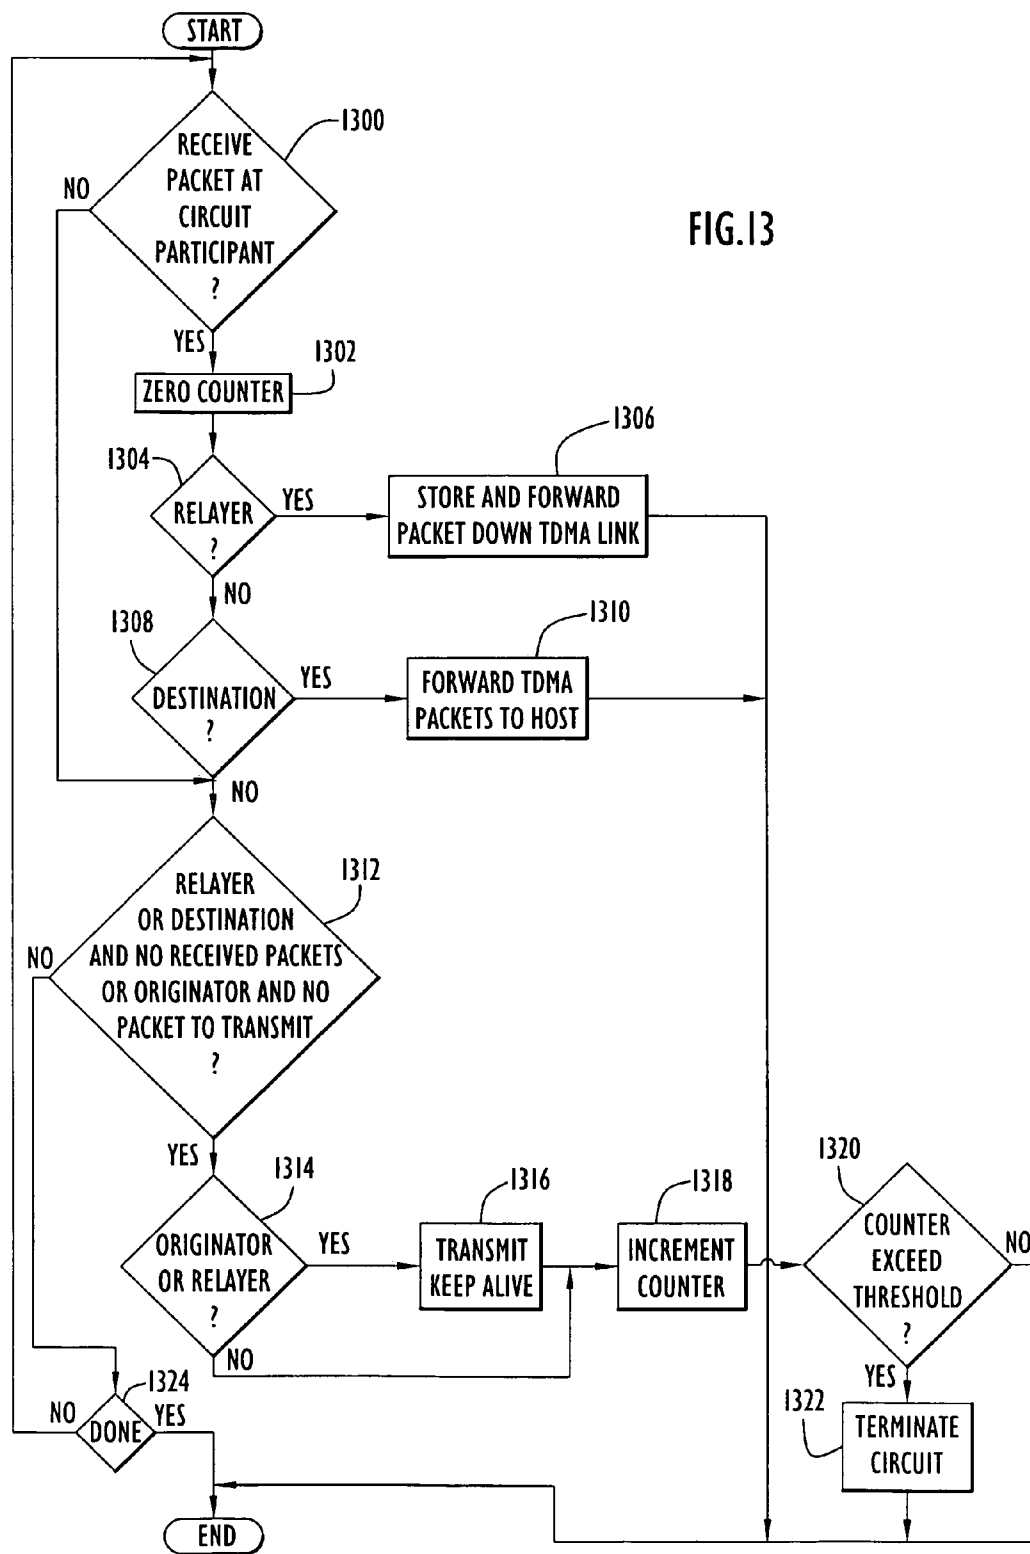 START
1300
RECEIVE
PACKET AT
CIRCUIT
PARTICIPANT
?
NO
FIG.13
YES
1302
ZERO COUNTER
1304
RELAYER
?
YES
1306
STORE AND FORWARD
PACKET DOWN TDMA LINK
NO
1308
DESTINATION
?
YES
1310
FORWARD TDMA
PACKETS TO HOST
NO
1312
RELAYER
OR DESTINATION
AND NO RECEIVED PACKETS
OR ORIGINATOR AND NO
PACKET TO TRANSMIT
?
NO
YES
1314
ORIGINATOR
OR RELAYER
?
YES
1316
TRANSMIT
KEEP ALIVE
1318
INCREMENT
COUNTER
1320
COUNTER
EXCEED
THRESHOLD
?
NO
NO
YES
1322
TERMINATE
CIRCUIT
1324
DONE
NO
YES
END